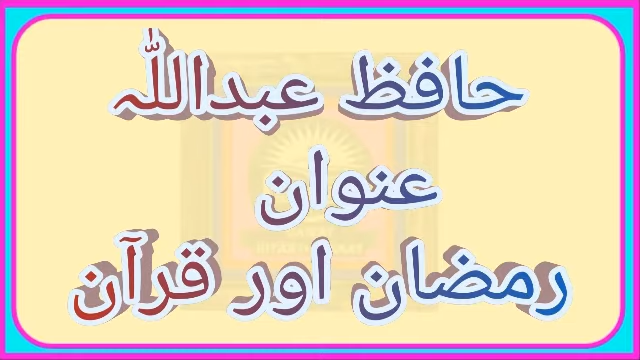 حافظ عبداللہ
عنوان
رمضان اور قرآن